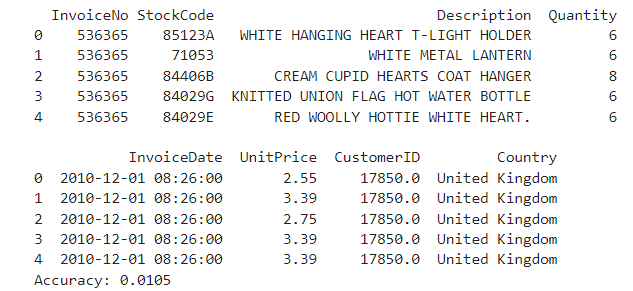 InvoiceNo StockCode Description Quantity
0 536365 85123A WHITE HANGING HEART T-LIGHT HOLDER 6
1 536365 71053 WHITE METAL LANTERN 6
2 536365 84406B CREAM CUPID HEARTS COAT HANGER 8
3 536365 84029G KNITTED UNION FLAG HOT WATER BOTTLE 6
4 536365 84029E RED WOOLLY HOTTIE WHITE HEART. 6
InvoiceDate UnitPrice CustomerID Country
0 2010-12-01 08:26:00 2.55 17850.0 United Kingdom
1 2010-12-01 08:26:00 3.39 17850.0 United Kingdom
2 2010-12-01 08:26:00 2.75 17850.0 United Kingdom
3 2010-12-01 08:26:00 3.39 17850.0 United Kingdom
4 2010-12-01 08:26:00 3.39 17850.0 United Kingdom
Accuracy: 0.0105